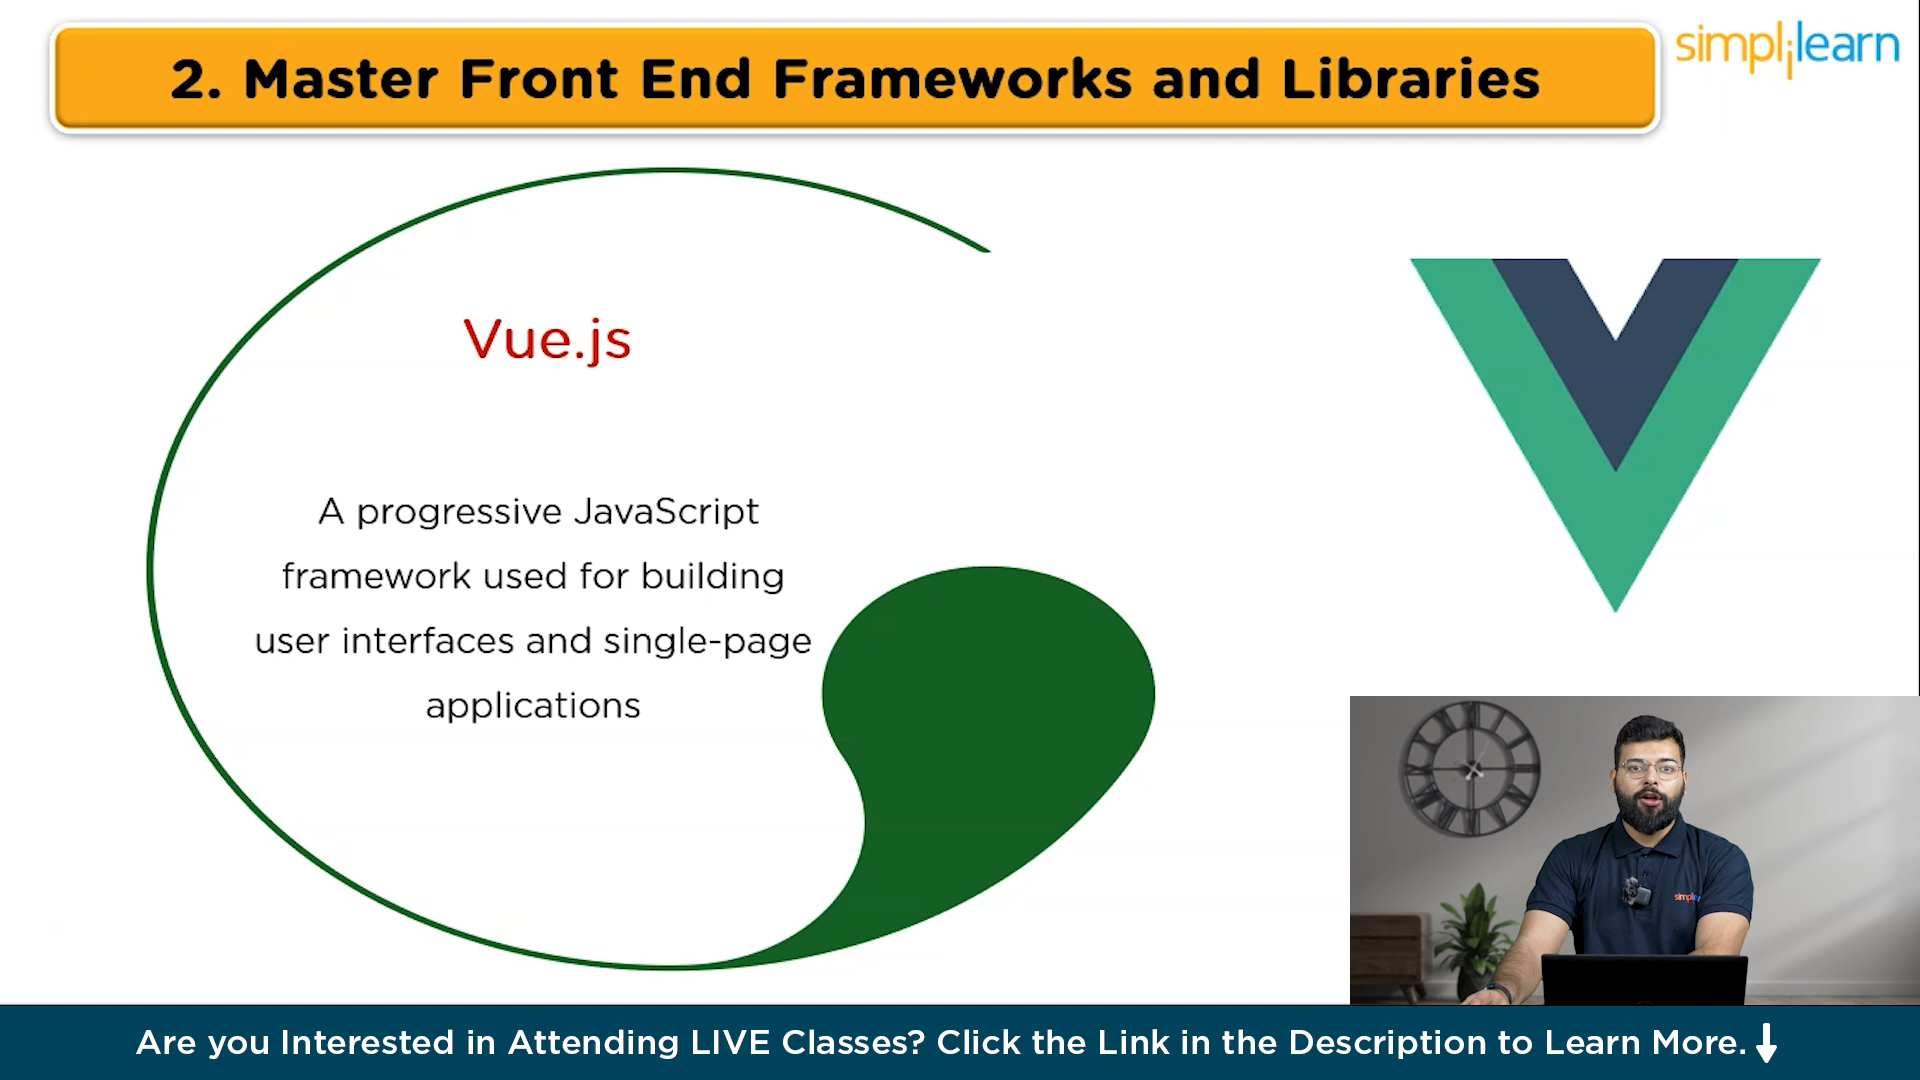 2. Master Front End Frameworks and Libraries
simplilearn
Vue.js
A progressive JavaScript
framework used for building
user interfaces and single-page
applications
Are you Interested in Attending LIVE Classes? Click the Link in the Description to Learn More.